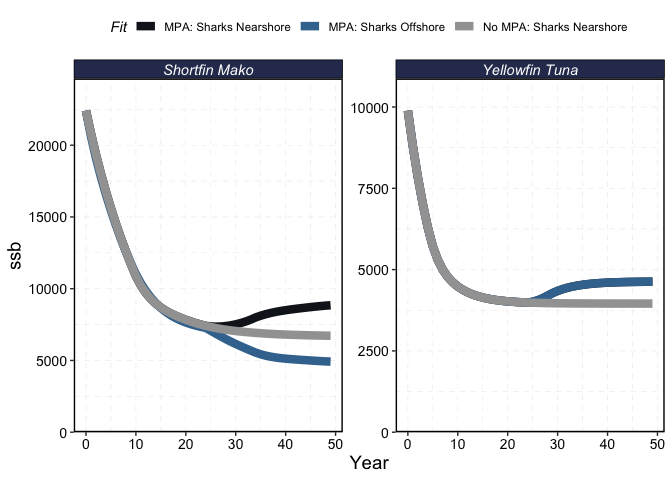 Fit MPA: Sharks Nearshore MPA: Sharks Offshore No MPA: Sharks Nearshore
Shortfin Mako Yellowfin Tuna
ssb
20000
15000
10000
5000
0
10000
7500
5000
2500
0
0 10 20 30 40 50 0 10 20 30 40 50
Year